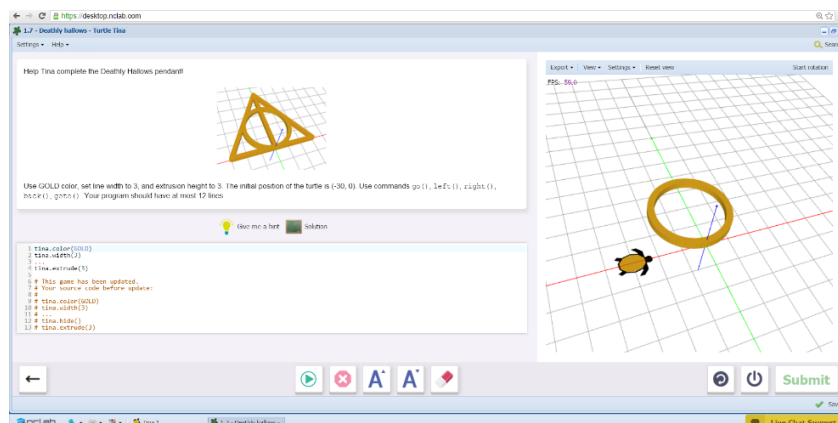 https://desktop.nclab.com
1.7 - Deathly hallows - Turtle Tina
Settings Help
Help Tina complete the Deathly Hallows pendant!
Export View Settings Reset view Start rotation
FPS: 59.0
Use GOLD color, set line width to 3, and extrusion height to 3. The initial position of the turtle is (-30, 0). Use commands go(), left(), right(),
back(), goto() Your program should have at most 12 lines
Give me a hint Solution
1 tina.color(GOLD)
2 tina.width(3)
3 ...
4 tina.extrude(3)
5
6 # This game has been updated.
7 # Your source code before update:
8 #
9 # tina.color(GOLD)
10 # tina.width(3)
11 # ...
12 # tina.hide()
13 # tina.extrude(3)
A A
Submit